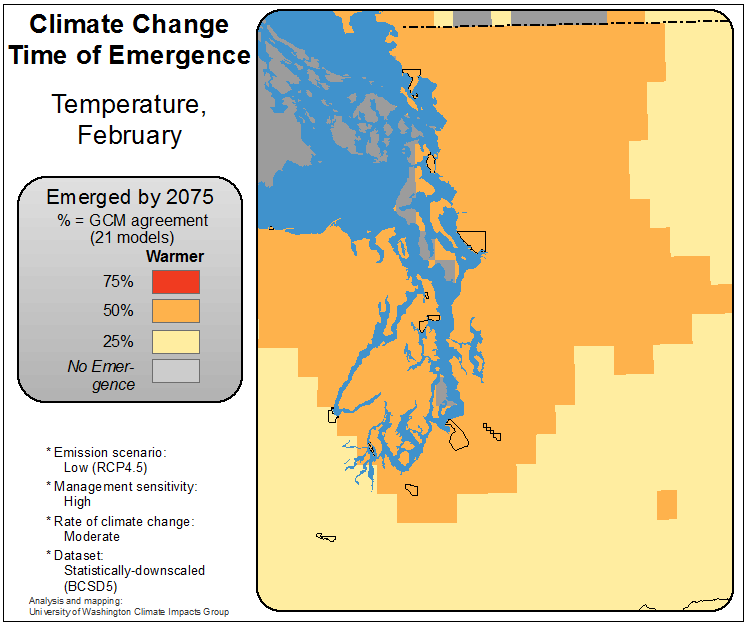 Climate Change
Time of Emergence
Temperature,
February
Emerged by 2075
% = GCM agreement
(21 models)
Warmer
75%
50%
25%
No Emer-
gence
* Emission scenario:
Low (RCP4.5)
* Management sensitivity:
High
* Rate of climate change:
Moderate
* Dataset:
Statistically-downscaled
(BCSD5)
Analysis and mapping:
University of Washington Climate Impacts Group